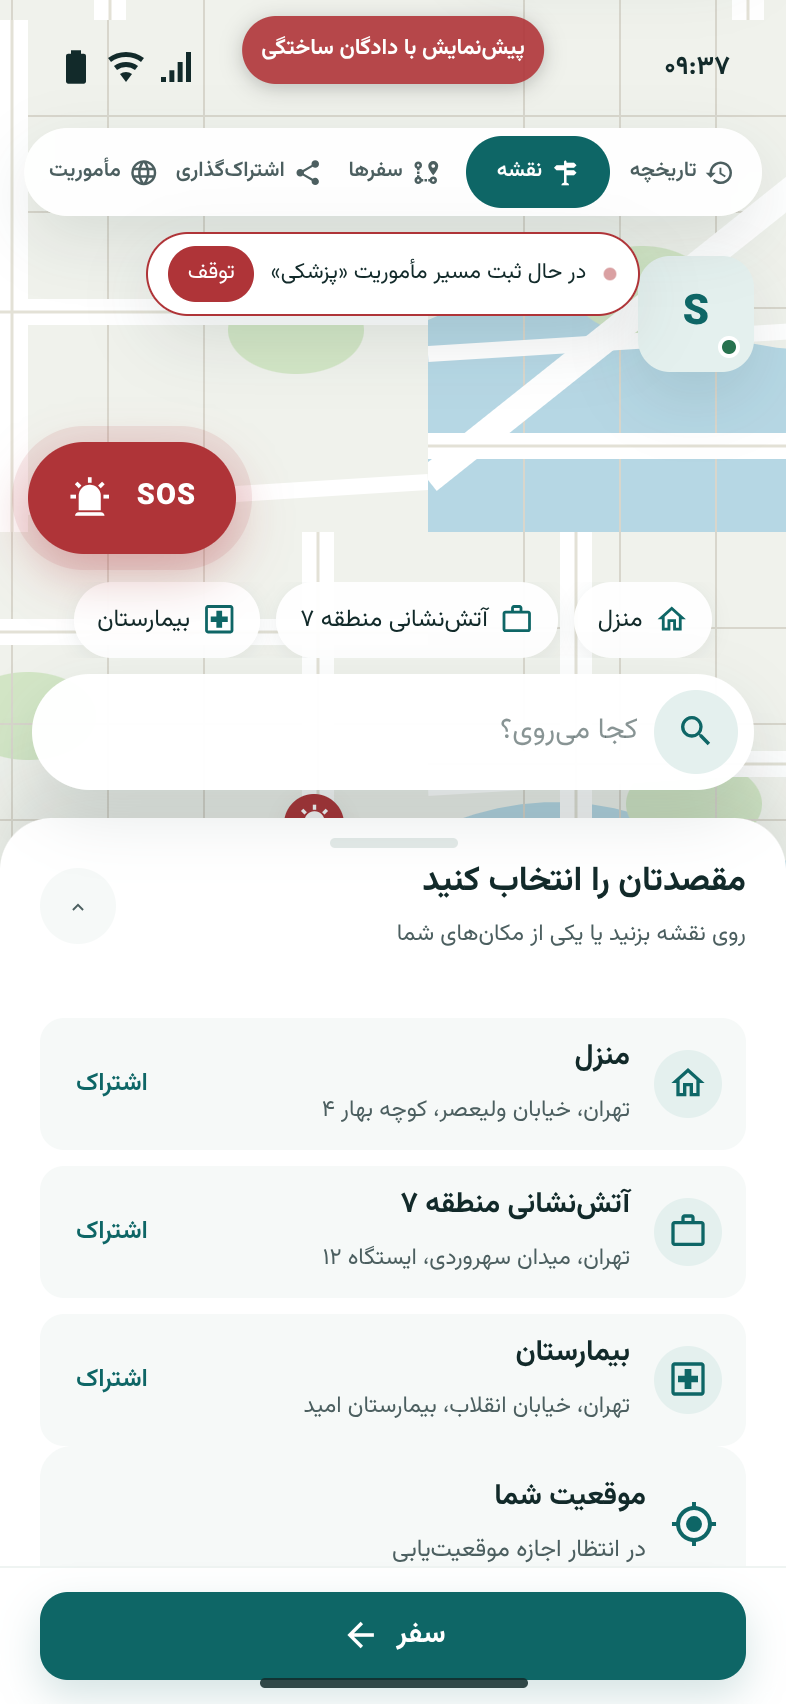 پیش‌نمایش با دادگان ساختگی
۰۹:۳۷
تاریخچه
نقشه
سفرها
اشتراک‌گذاری
مأموریت
در حال ثبت مسیر مأموریت «پزشکی»
توقف
S
SOS
منزل
آتش‌نشانی منطقه ۷
بیمارستان
کجا می‌روی؟
مقصدتان را انتخاب کنید
روی نقشه بزنید یا یکی از مکان‌های شما
منزل
تهران، خیابان ولیعصر، کوچه بهار ۴
اشتراک
آتش‌نشانی منطقه ۷
تهران، میدان سهروردی، ایستگاه ۱۲
اشتراک
بیمارستان
تهران، خیابان انقلاب، بیمارستان امید
اشتراک
موقعیت شما
در انتظار اجازه موقعیت‌یابی
سفر